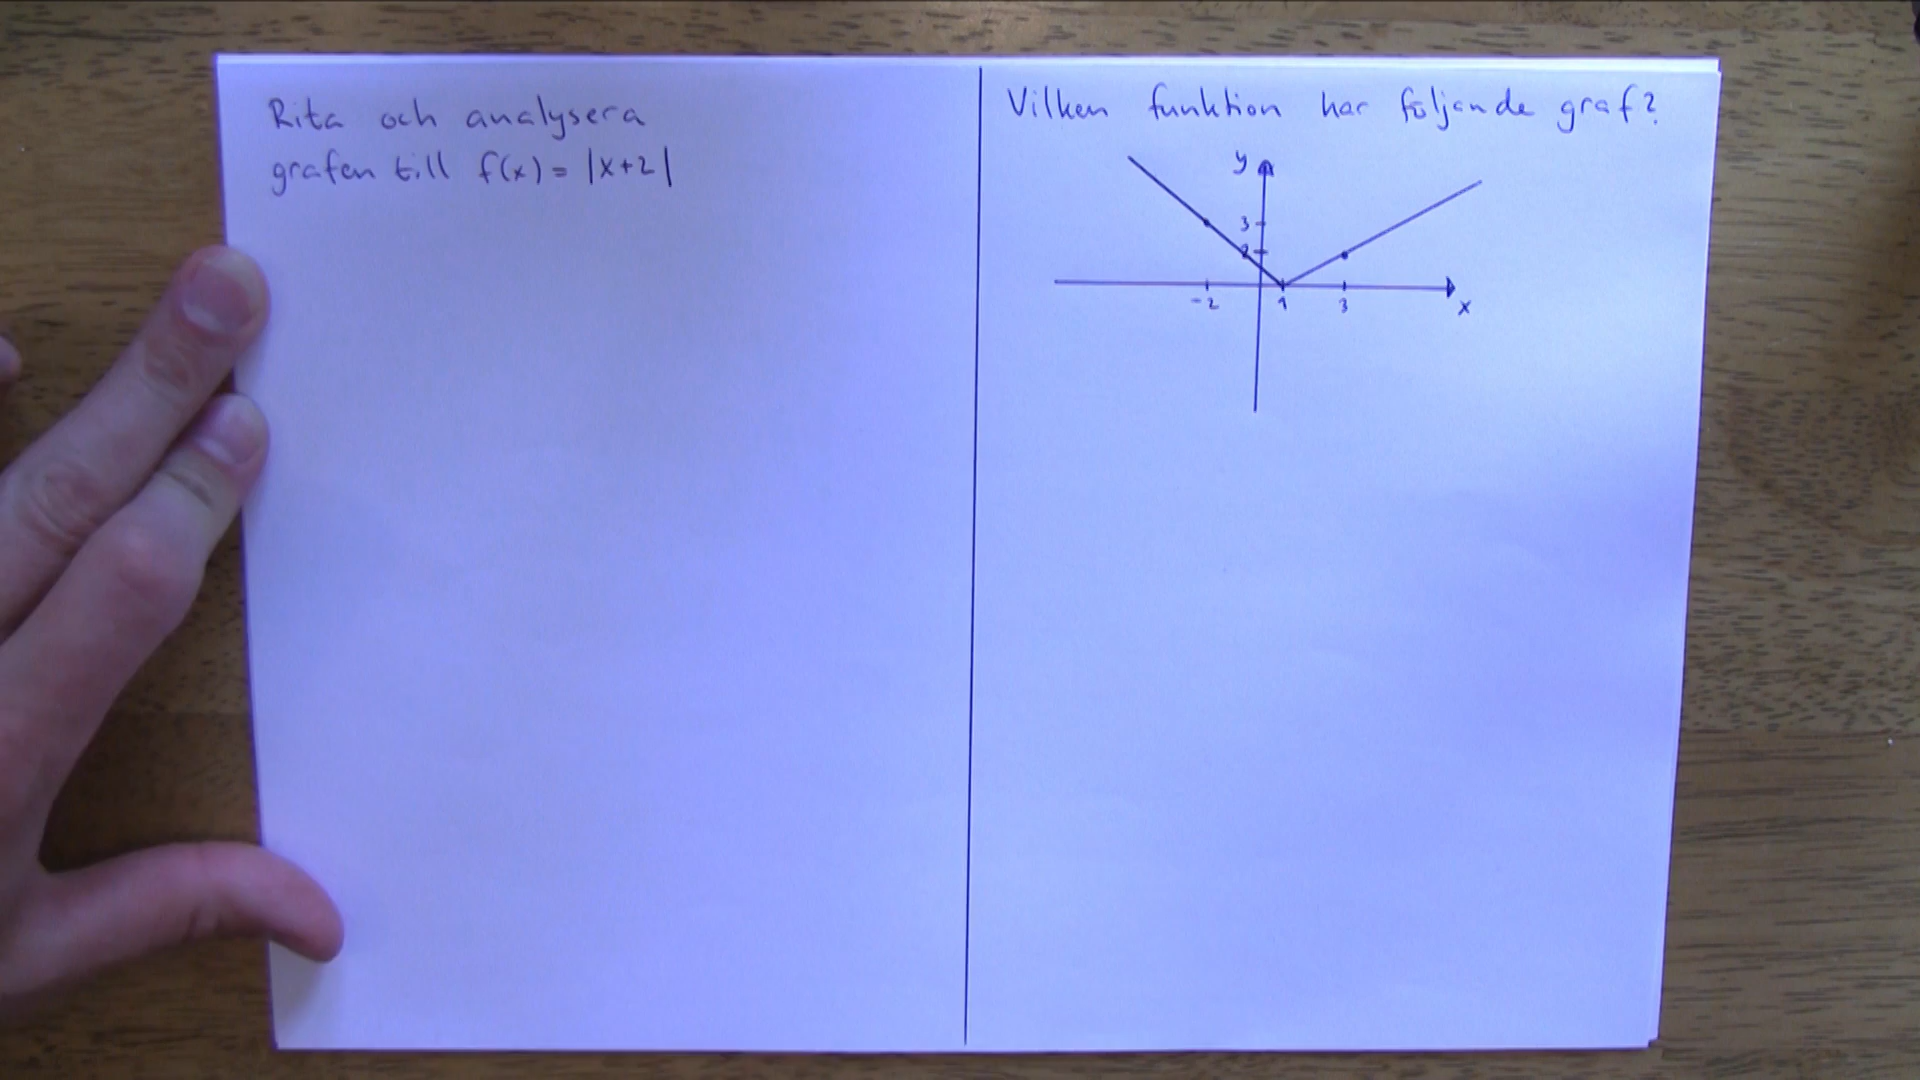 Rita och analysera
grafen till f(x) = |x+2|
Vilken funktion har följande graf?
y
3
2
-2 1 3 x